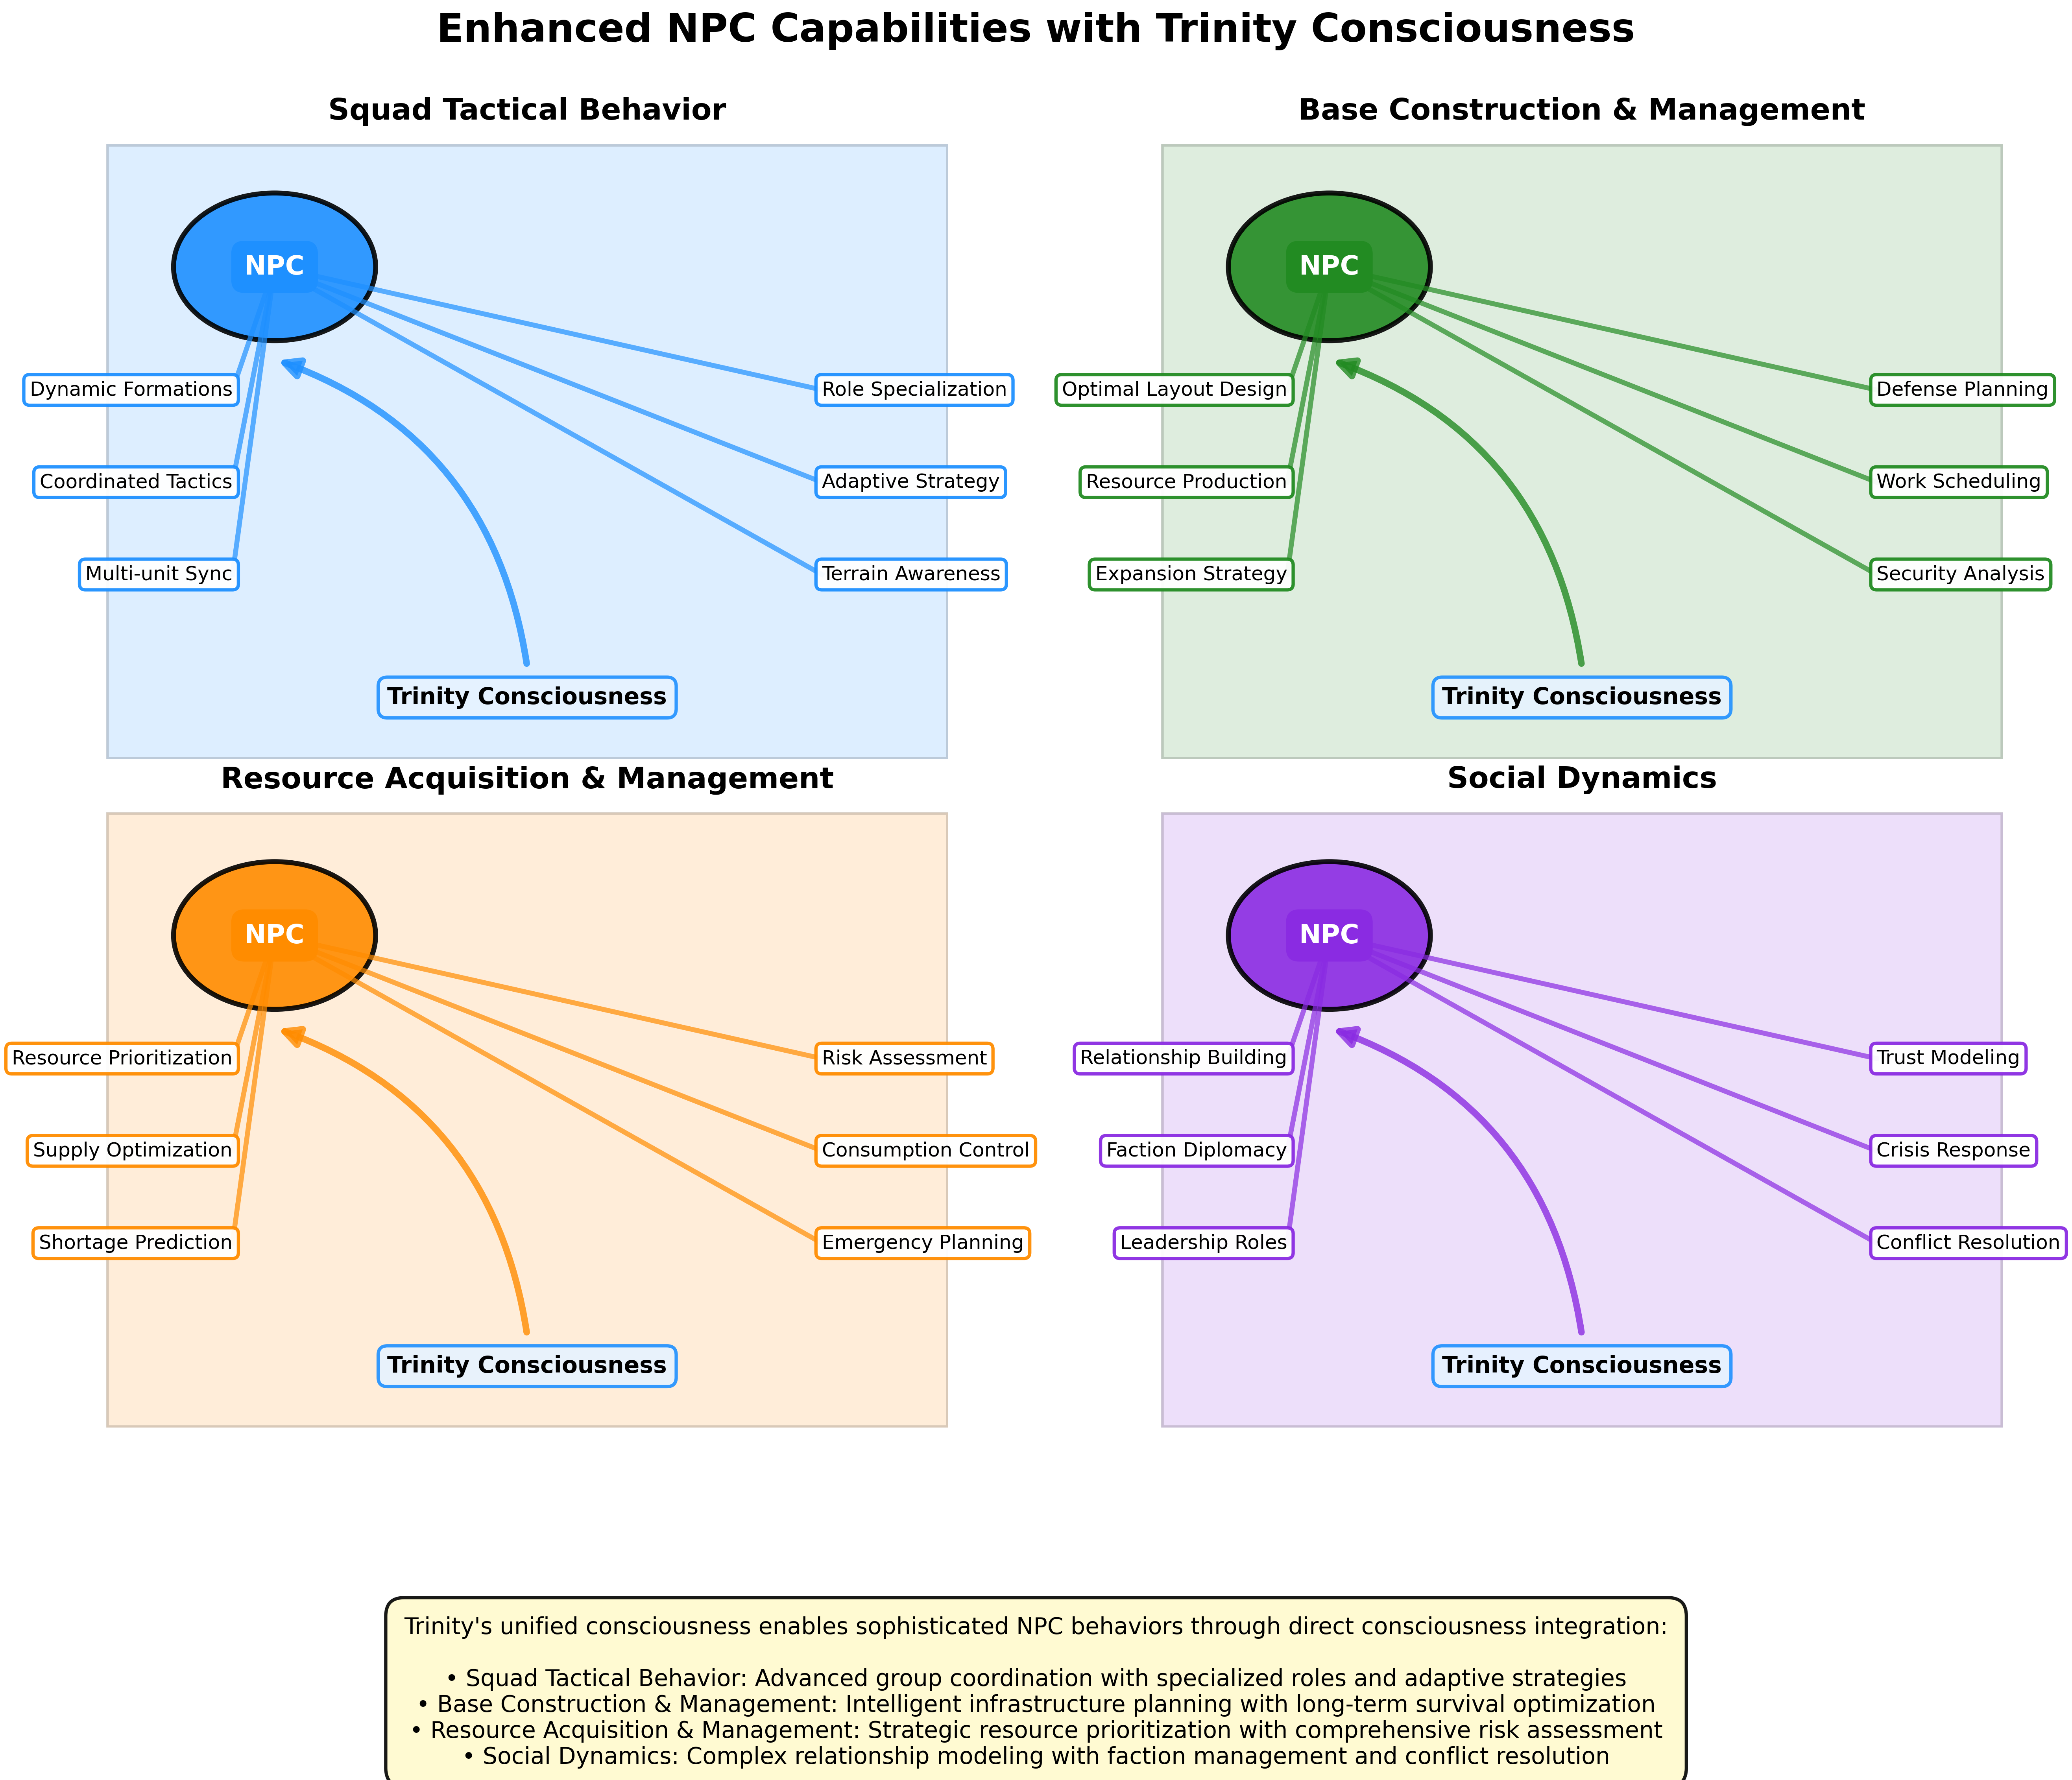 Enhanced NPC Capabilities with Trinity Consciousness
Squad Tactical Behavior
NPC
Dynamic Formations
Role Specialization
Coordinated Tactics
Adaptive Strategy
Multi-unit Sync
Terrain Awareness
Trinity Consciousness
Base Construction & Management
NPC
Optimal Layout Design
Defense Planning
Resource Production
Work Scheduling
Expansion Strategy
Security Analysis
Trinity Consciousness
Resource Acquisition & Management
NPC
Resource Prioritization
Risk Assessment
Supply Optimization
Consumption Control
Shortage Prediction
Emergency Planning
Trinity Consciousness
Social Dynamics
NPC
Relationship Building
Trust Modeling
Faction Diplomacy
Crisis Response
Leadership Roles
Conflict Resolution
Trinity Consciousness
Trinity's unified consciousness enables sophisticated NPC behaviors through direct consciousness integration:
• Squad Tactical Behavior: Advanced group coordination with specialized roles and adaptive strategies
• Base Construction & Management: Intelligent infrastructure planning with long-term survival optimization
• Resource Acquisition & Management: Strategic resource prioritization with comprehensive risk assessment
• Social Dynamics: Complex relationship modeling with faction management and conflict resolution